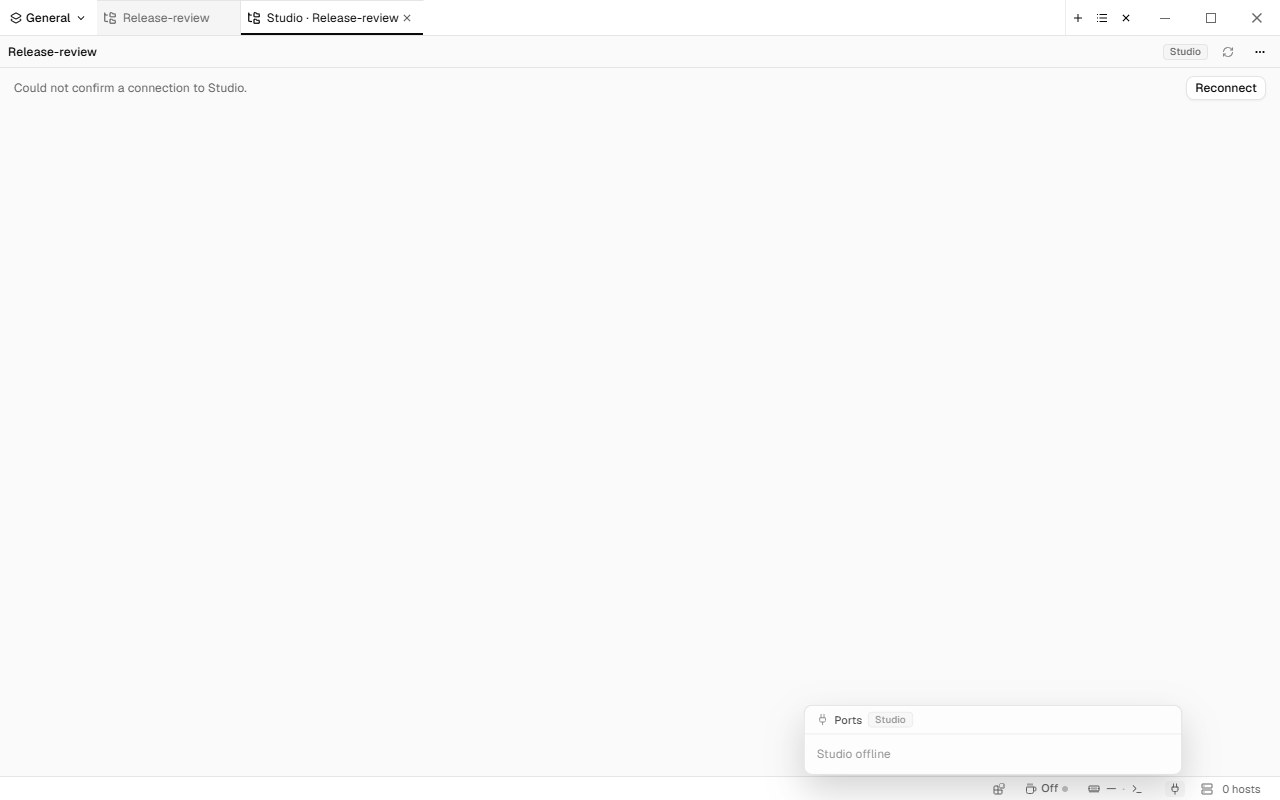 General
Release-review
Studio · Release-review
Release-review
Studio
Could not confirm a connection to Studio.
Reconnect
Ports
Studio
Studio offline
Off
— ·
0 hosts